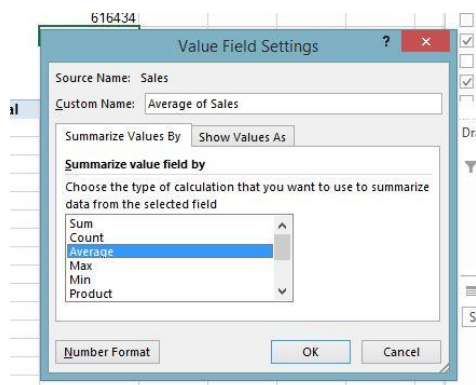 616434
Value Field Settings ?
Source Name: Sales
Custom Name: Average of Sales
Summarize Values By Show Values As
Summarize value field by
Choose the type of calculation that you want to use to summarize
data from the selected field
Sum
Count
Average
Max
Min
Product
Number Format OK Cancel